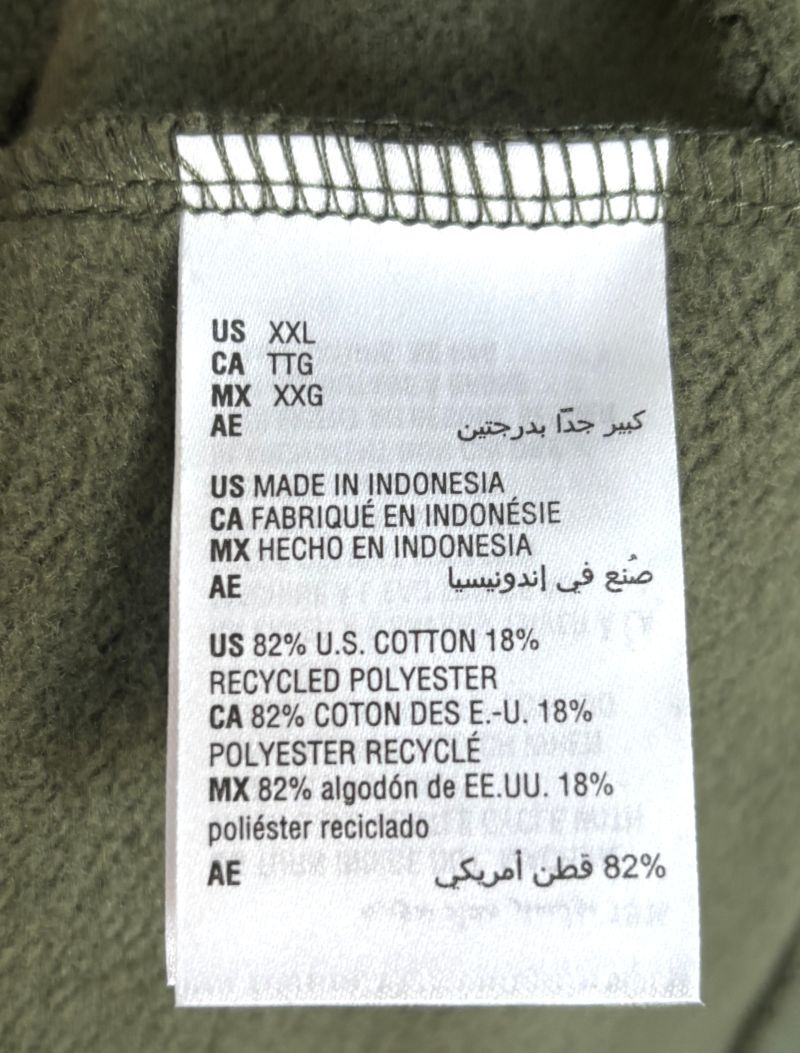 US XXL
CA TTG
MX XXG
AE كبير جدًّا بدرجتين
US MADE IN INDONESIA
CA FABRIQUÉ EN INDONÉSIE
MX HECHO EN INDONESIA
AE صُنع في إندونيسيا
US 82% U.S. COTTON 18%
RECYCLED POLYESTER
CA 82% COTON DES E.-U. 18%
POLYESTER RECYCLÉ
MX 82% algodón de EE.UU. 18%
poliéster reciclado
AE 82% قطن أمريكي